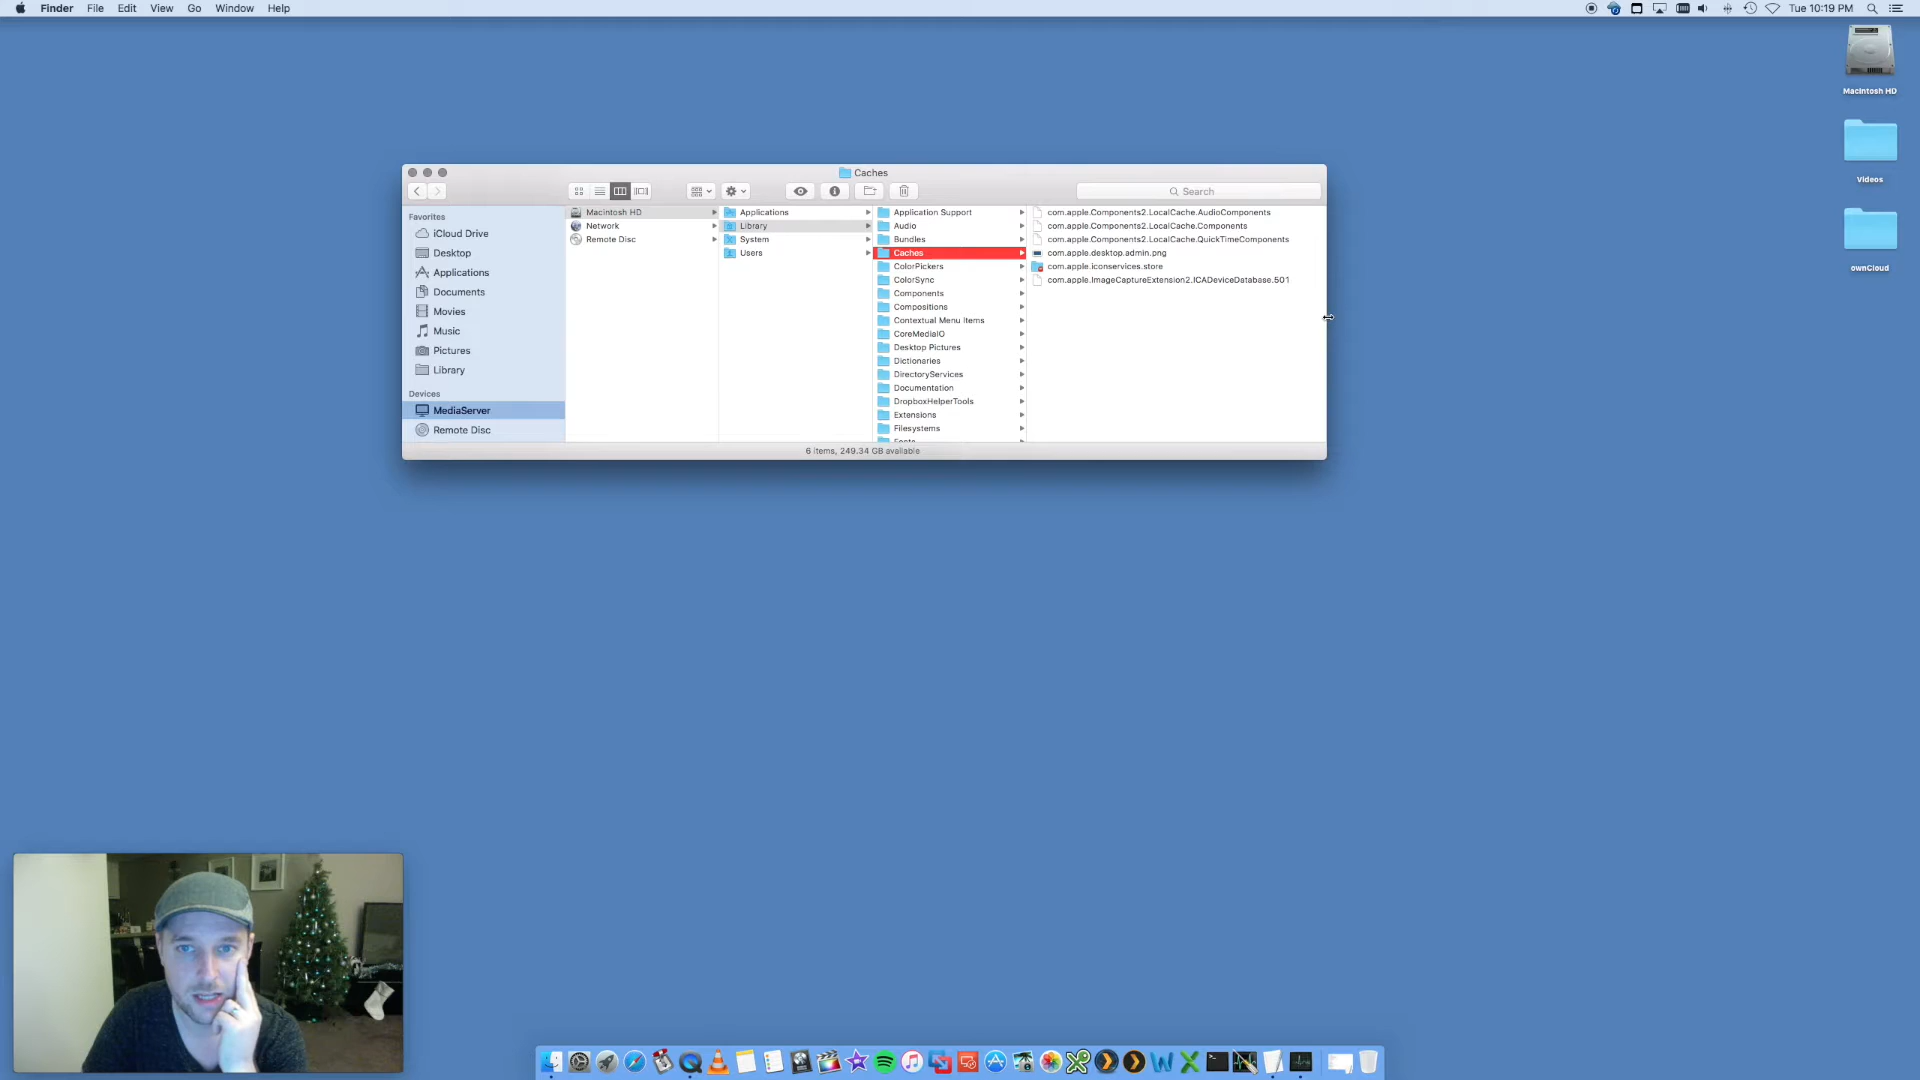 Finder File Edit View Go Window Help
Tue 10:19 PM
Macintosh HD
Videos
ownCloud
Caches
Search
Favorites
iCloud Drive
Desktop
Applications
Documents
Movies
Music
Pictures
Library
Devices
MediaServer
Remote Disc
Macintosh HD
Network
Remote Disc
Applications
Library
System
Users
Application Support
Audio
Bundles
Caches
ColorPickers
ColorSync
Components
Compositions
Contextual Menu Items
CoreMediaIO
Desktop Pictures
Dictionaries
DirectoryServices
Documentation
DropboxHelperTools
Extensions
Filesystems
com.apple.Components2.LocalCache.AudioComponents
com.apple.Components2.LocalCache.Components
com.apple.Components2.LocalCache.QuickTimeComponents
com.apple.desktop.admin.png
com.apple.iconservices.store
com.apple.ImageCaptureExtension2.ICADeviceDatabase.501
6 items, 249.34 GB available